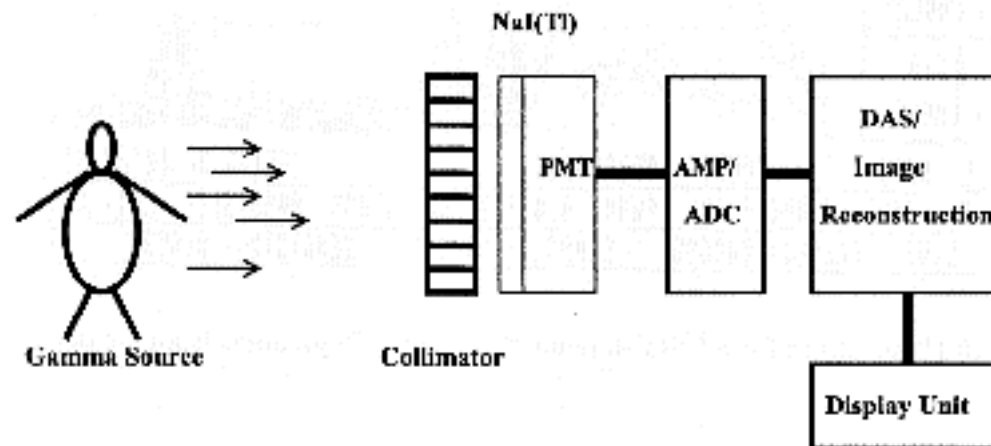 NaI(Tl)
PMT
AMP/
ADC
DAS/
Image
Reconstruction
Gamma Source
Collimator
Display Unit